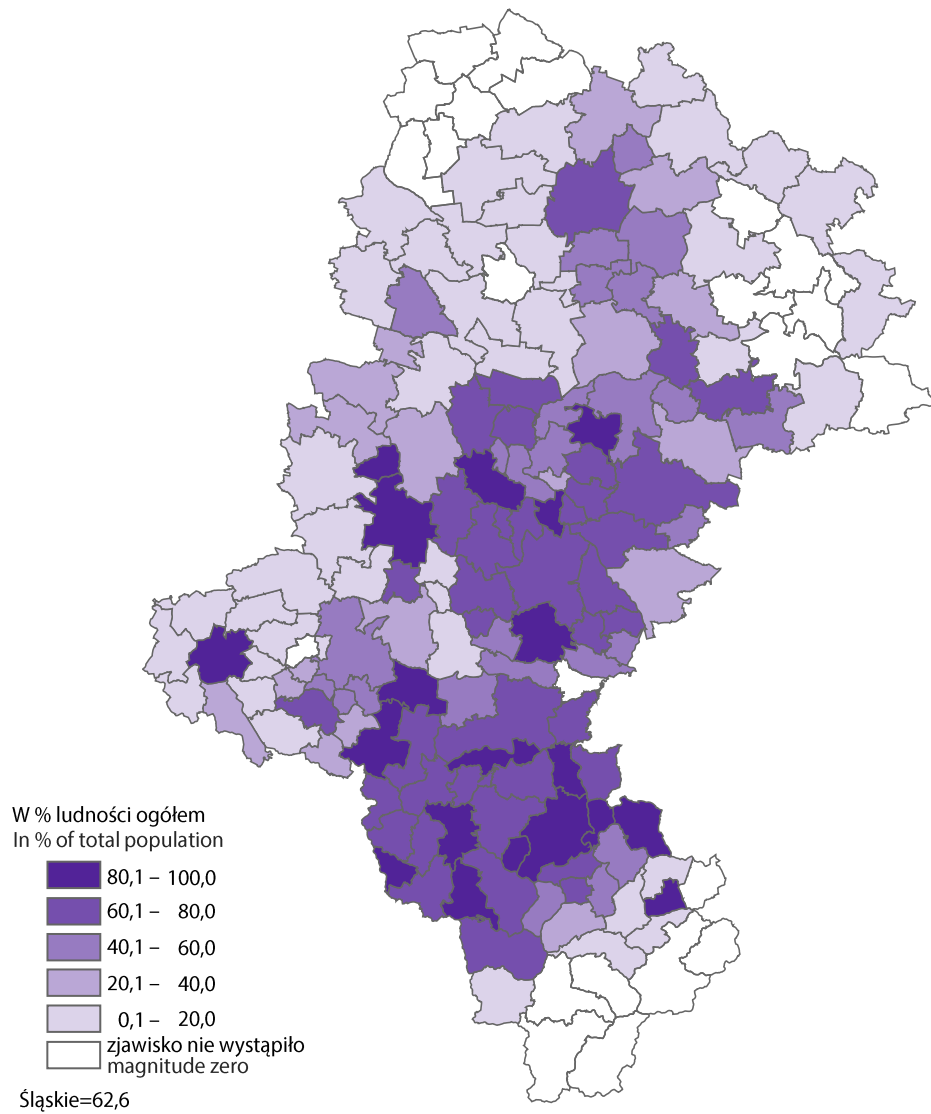 W % ludności ogółem
In % of total population
80,1 – 100,0
60,1 – 80,0
40,1 – 60,0
20,1 – 40,0
0,1 – 20,0
zjawisko nie wystąpiło
magnitude zero
Śląskie=62,6